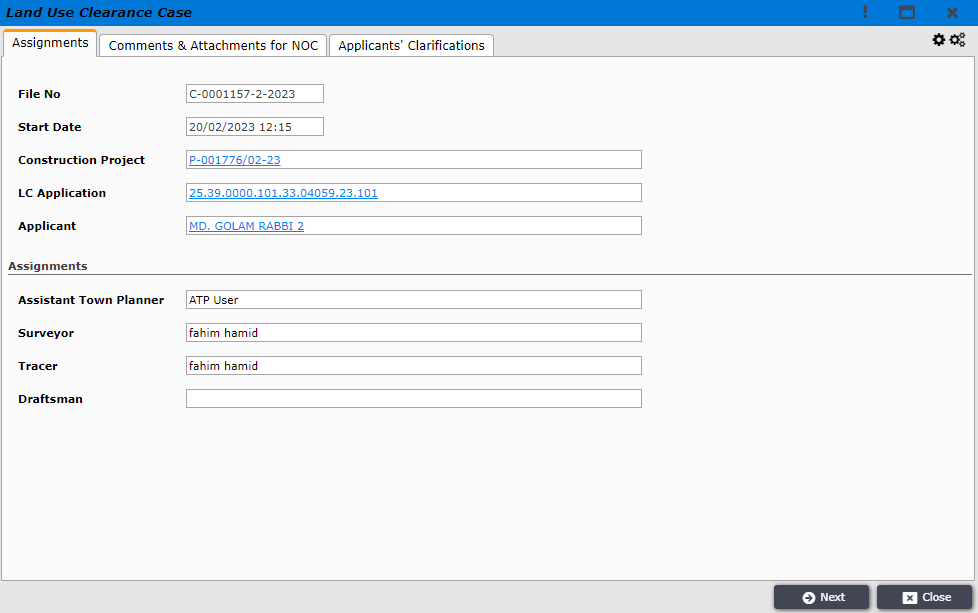 Land Use Clearance Case
Assignments
Comments & Attachments for NOC
Applicants' Clarifications
File No C-0001157-2-2023
Start Date 20/02/2023 12:15
Construction Project P-001776/02-23
LC Application 25.39.0000.101.33.04059.23.101
Applicant MD. GOLAM RABBI 2
Assignments
Assistant Town Planner ATP User
Surveyor fahim hamid
Tracer fahim hamid
Draftsman
Next
Close